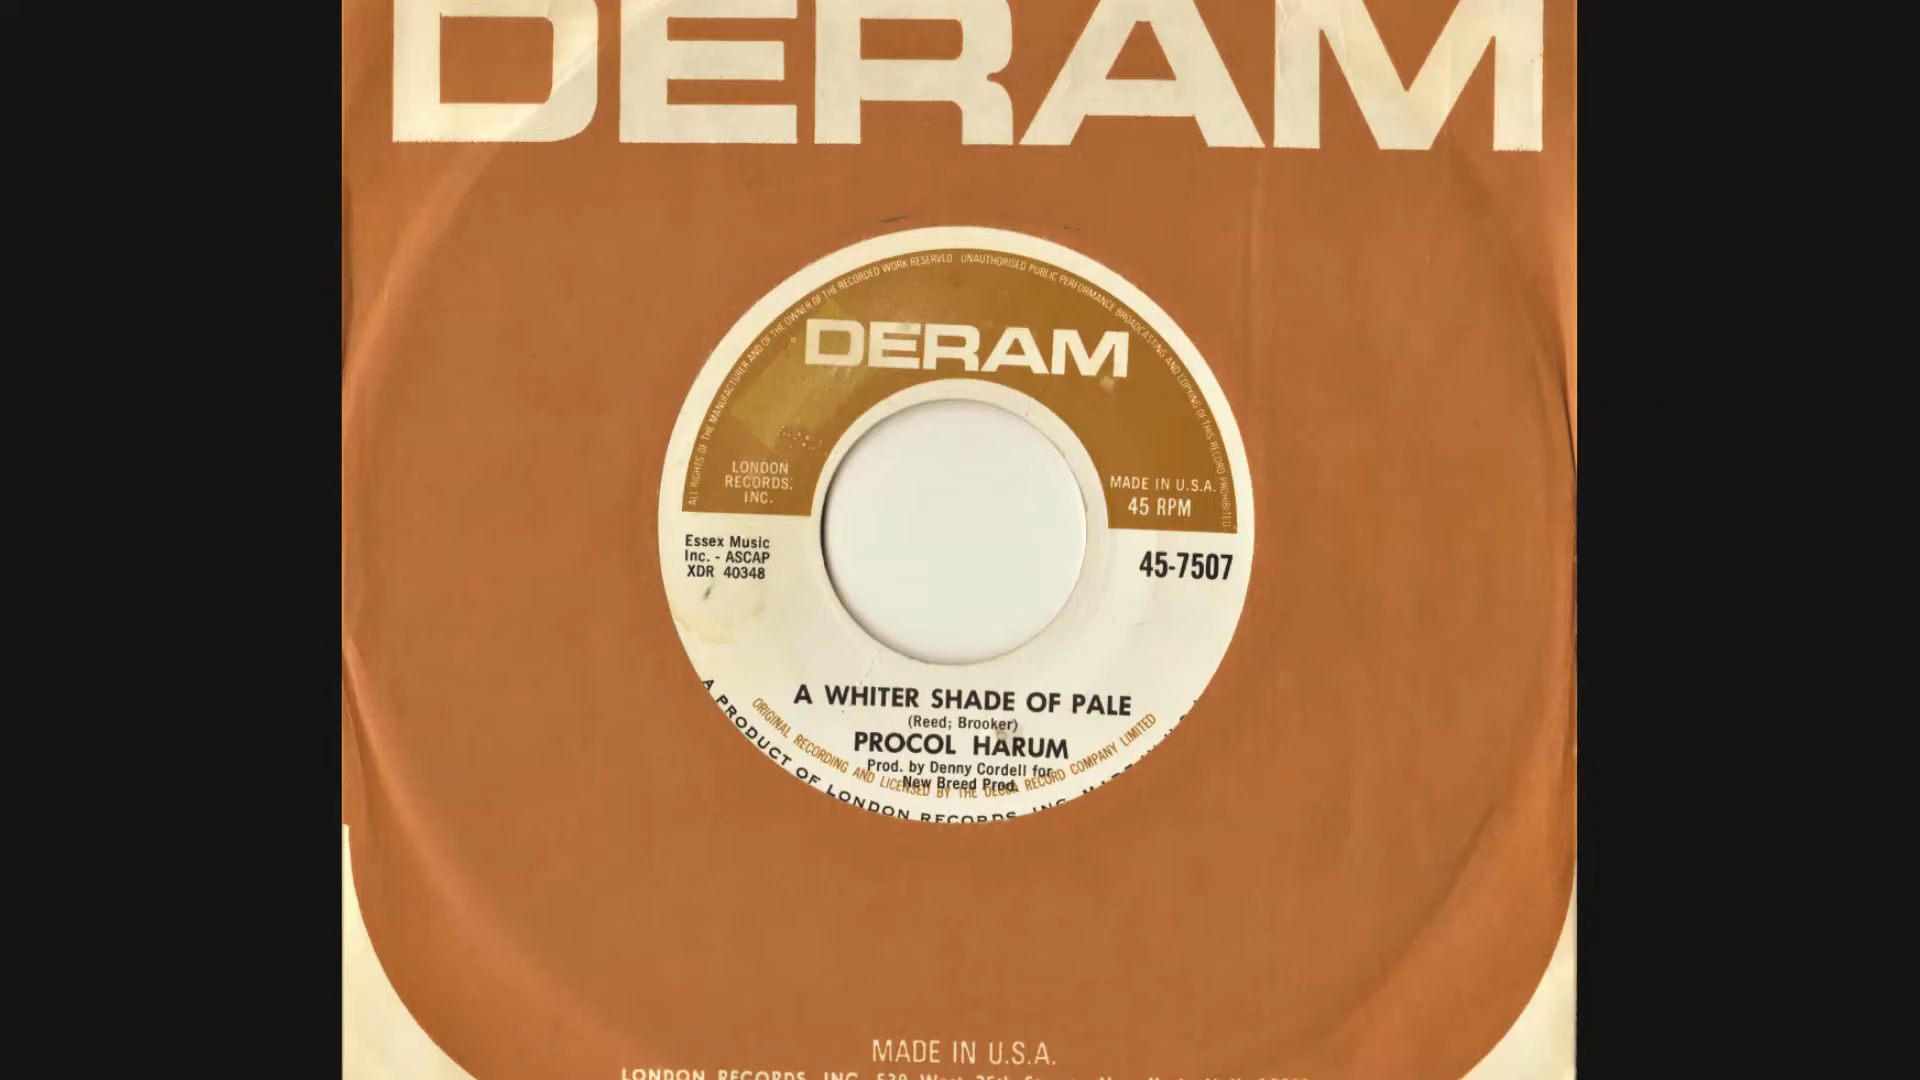 DERAM
ALL RIGHTS OF THE MANUFACTURER AND OF THE OWNER OF THE RECORDED WORK RESERVED UNAUTHORISED PUBLIC PERFORMANCE BROADCASTING AND COPYING OF THIS RECORD PROHIBITED
DERAM
LONDON
RECORDS,
INC.
MADE IN U.S.A.
45 RPM
Essex Music
Inc. - ASCAP
XDR 40348
45-7507
A WHITER SHADE OF PALE
(Reed; Brooker)
PROCOL HARUM
Prod. by Denny Cordell for
New Breed Prod.
ORIGINAL RECORDING AND LICENSED BY THE DECCA RECORD COMPANY LIMITED
A PRODUCT OF LONDON RECORDS, INC.
MADE IN U.S.A.
LONDON RECORDS, INC.